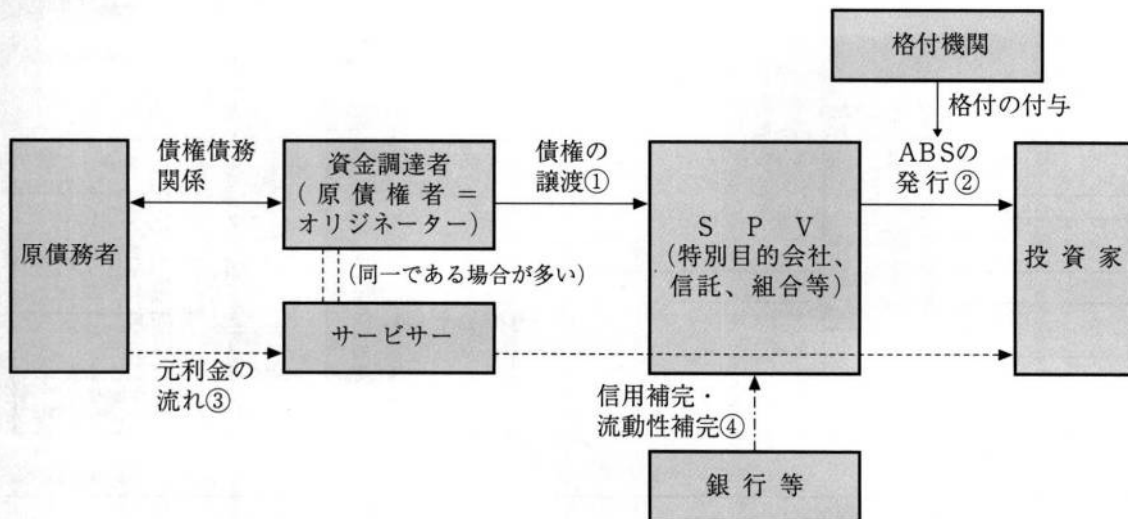 格付機関
格付の付与
債権債務
関係
資金調達者
(原債権者=
オリジネーター)
債権の
譲渡①
ABSの
発行②
原債務者
SPV
(特別目的会社、
信託、組合等)
投資家
(同一である場合が多い)
サービサー
元利金の
流れ③
信用補完・
流動性補完④
銀行等